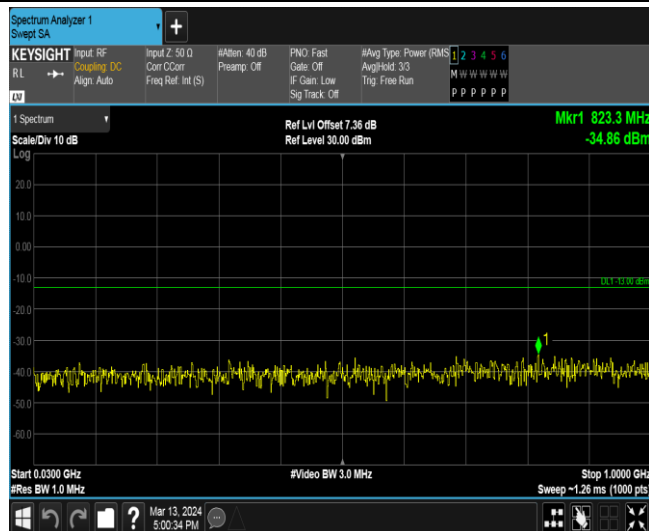 Spectrum Analyzer 1
Swept SA
+
KEYSIGHT
RL
LXI
Input: RF
Coupling: DC
Align: Auto
Input Z: 50 Ω
Corr CCorr
Freq Ref: Int (S)
#Atten: 40 dB
Preamp: Off
PNO: Fast
Gate: Off
IF Gain: Low
Sig Track: Off
#Avg Type: Power (RMS
Avg|Hold: 3/3
Trig: Free Run
1 2 3 4 5 6
M W W W W W
P P P P P P
1 Spectrum
Scale/Div 10 dB
Log
Ref Lvl Offset 7.36 dB
Ref Level 30.00 dBm
Mkr1 823.3 MHz
-34.86 dBm
20.0
10.0
0.00
-10.0
DL1 -13.00 dBm
-20.0
-30.0
1
-40.0
-50.0
-60.0
Start 0.0300 GHz
#Res BW 1.0 MHz
#Video BW 3.0 MHz
Stop 1.0000 GHz
Sweep ~1.26 ms (1000 pts)
?
Mar 13, 2024
5:00:34 PM